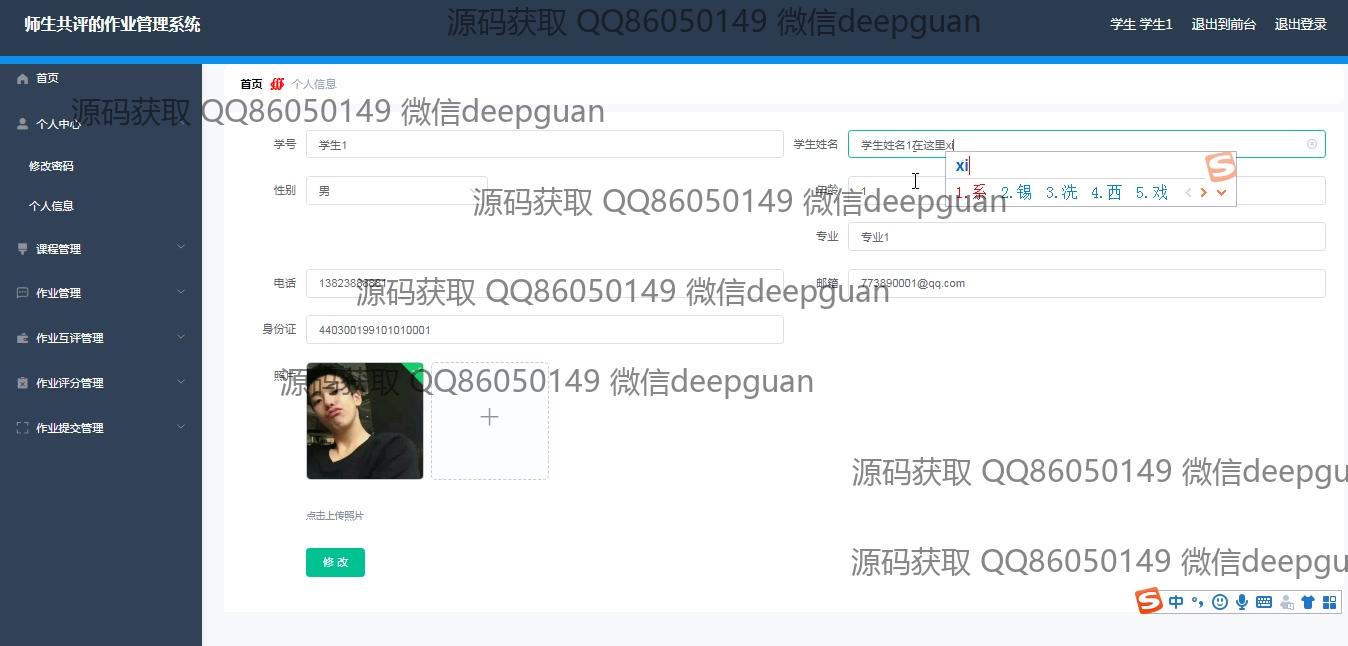 师生共评的作业管理系统
源码获取 QQ86050149 微信deepguan
学生 学生1 退出到前台 退出登录
首页
首页 个人信息
个人中心
源码获取 QQ86050149 微信deepguan
修改密码
个人信息
课程管理
作业管理
作业互评管理
作业评分管理
作业提交管理
学号 学生1
学生姓名 学生姓名1在这里xi
xi
1.系 2.锡 3.洗 4.西 5.戏
性别 男
年龄 1
源码获取 QQ86050149 微信deepguan
专业 专业1
电话
邮箱 773890001@qq.com
源码获取 QQ86050149 微信deepguan
身份证 440300199101010001
照片
源码获取 QQ86050149 微信deepguan
点击上传照片
源码获取 QQ86050149 微信deepgu
修改
源码获取 QQ86050149 微信deepgu
中